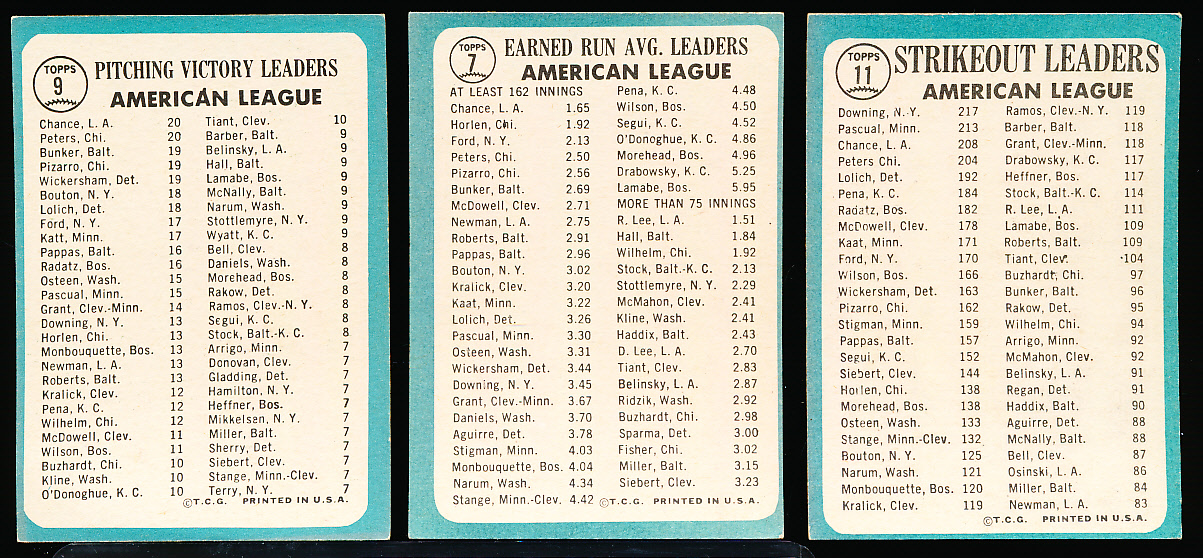 TOPPS
9
PITCHING VICTORY LEADERS
AMERICAN LEAGUE
Chance, L. A. 20
Peters, Chi. 20
Bunker, Balt. 19
Pizarro, Chi. 19
Wickersham, Det. 19
Bouton, N. Y. 18
Lolich, Det. 18
Ford, N. Y. 17
Katt, Minn. 17
Pappas, Balt. 16
Radatz, Bos. 16
Osteen, Wash. 15
Pascual, Minn. 15
Grant, Clev.-Minn. 14
Downing, N. Y. 13
Horlen, Chi. 13
Monbouquette, Bos. 13
Newman, L. A. 13
Roberts, Balt. 13
Kralick, Clev. 12
Pena, K. C. 12
Wilhelm, Chi. 12
McDowell, Clev. 11
Wilson, Bos. 11
Buzhardt, Chi. 10
Kline, Wash. 10
O'Donoghue, K. C. 10
Tiant, Clev. 10
Barber, Balt. 9
Belinsky, L. A. 9
Hall, Balt. 9
Lamabe, Bos. 9
McNally, Balt. 9
Narum, Wash. 9
Stottlemyre, N. Y. 9
Wyatt, K. C. 9
Bell, Clev. 8
Daniels, Wash. 8
Morehead, Bos. 8
Rakow, Det. 8
Ramos, Clev.-N. Y. 8
Segui, K. C. 8
Stock, Balt.-K. C. 8
Arrigo, Minn. 7
Donovan, Clev. 7
Gladding, Det. 7
Hamilton, N. Y. 7
Heffner, Bos. 7
Mikkelsen, N. Y. 7
Miller, Balt. 7
Sherry, Det. 7
Siebert, Clev. 7
Stange, Minn.-Clev. 7
Terry, N. Y. 7
©T.C.G. PRINTED IN U.S.A.
TOPPS
7
EARNED RUN AVG. LEADERS
AMERICAN LEAGUE
AT LEAST 162 INNINGS
Chance, L. A. 1.65
Horlen, Chi. 1.92
Ford, N. Y. 2.13
Peters, Chi. 2.50
Pizarro, Chi. 2.56
Bunker, Balt. 2.69
McDowell, Clev. 2.71
Newman, L. A. 2.75
Roberts, Balt. 2.91
Pappas, Balt. 2.96
Bouton, N. Y. 3.02
Kralick, Clev. 3.20
Kaat, Minn. 3.22
Lolich, Det. 3.26
Pascual, Minn. 3.30
Osteen, Wash. 3.31
Wickersham, Det. 3.44
Downing, N. Y. 3.45
Grant, Clev.-Minn. 3.67
Daniels, Wash. 3.70
Aguirre, Det. 3.78
Stigman, Minn. 4.03
Monbouquette, Bos. 4.04
Narum, Wash. 4.34
Stange, Minn.-Clev. 4.42
Pena, K. C. 4.48
Wilson, Bos. 4.50
Segui, K. C. 4.52
O'Donoghue, K. C. 4.86
Morehead, Bos. 4.96
Drabowsky, K. C. 5.25
Lamabe, Bos. 5.95
MORE THAN 75 INNINGS
R. Lee, L. A. 1.51
Hall, Balt. 1.84
Wilhelm, Chi. 1.92
Stock, Balt.-K. C. 2.13
Stottlemyre, N. Y. 2.29
McMahon, Clev. 2.41
Kline, Wash. 2.41
Haddix, Balt. 2.43
D. Lee, L. A. 2.70
Tiant, Clev. 2.83
Belinsky, L. A. 2.87
Ridzik, Wash. 2.92
Buzhardt, Chi. 2.98
Sparma, Det. 3.00
Fisher, Chi. 3.02
Miller, Balt. 3.15
Siebert, Clev. 3.23
©T.C.G. PRINTED IN U.S.A.
TOPPS
11
STRIKEOUT LEADERS
AMERICAN LEAGUE
Downing, N. Y. 217
Pascual, Minn. 213
Chance, L. A. 208
Peters Chi. 204
Lolich, Det. 192
Pena, K. C. 184
Radatz, Bos. 182
McDowell, Clev. 178
Kaat, Minn. 171
Ford, N. Y. 170
Wilson, Bos. 166
Wickersham, Det. 163
Pizarro, Chi. 162
Stigman, Minn. 159
Pappas, Balt. 157
Segui, K. C. 152
Siebert, Clev. 144
Horlen, Chi. 138
Morehead, Bos. 138
Osteen, Wash. 133
Stange, Minn.-Clev. 132
Bouton, N. Y. 125
Narum, Wash. 121
Monbouquette, Bos. 120
Kralick, Clev. 119
Ramos, Clev.-N. Y. 119
Barber, Balt. 118
Grant, Clev.-Minn. 118
Drabowsky, K. C. 117
Heffner, Bos. 117
Stock, Balt.-K. C. 114
R. Lee, L. A. 111
Lamabe, Bos. 109
Roberts, Balt. 109
Tiant, Clev. 104
Buzhardt, Chi. 97
Bunker, Balt. 96
Rakow, Det. 95
Wilhelm, Chi. 94
Arrigo, Minn. 92
McMahon, Clev. 92
Belinsky, L. A. 91
Regan, Det. 91
Haddix, Balt. 90
Aguirre, Det. 88
McNally, Balt. 88
Bell, Clev. 87
Osinski, L. A. 86
Miller, Balt. 84
Newman, L. A. 83
©T.C.G. PRINTED IN U.S.A.